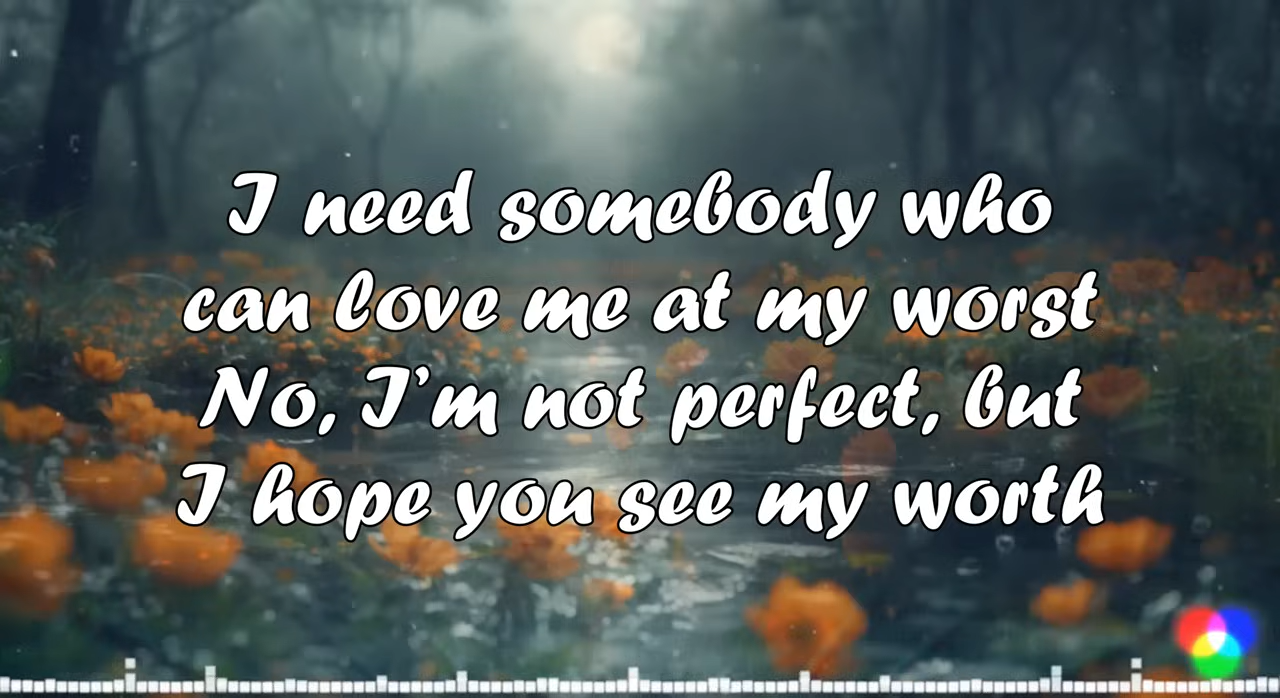 I need somebody who
can love me at my worst
No, I'm not perfect, but
I hope you see my worth